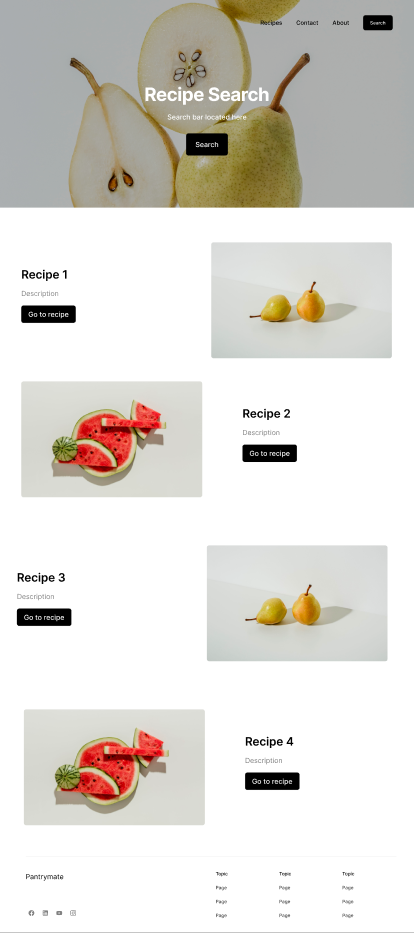 Recipes Contact About Search
Recipe Search
Search bar located here
Search
Recipe 1
Description
Go to recipe
Recipe 2
Description
Go to recipe
Recipe 3
Description
Go to recipe
Recipe 4
Description
Go to recipe
Pantrymate
Topic Topic Topic
Page Page Page
Page Page Page
Page Page Page